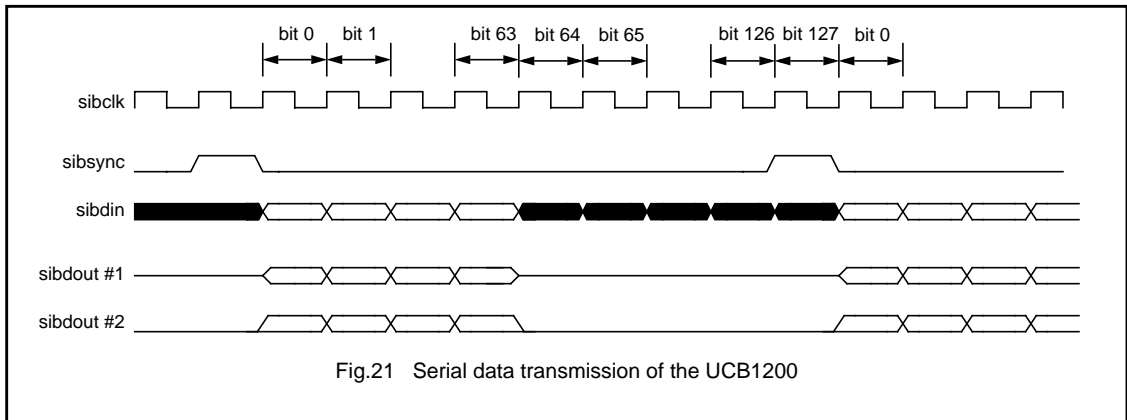 bit 0 bit 1 bit 63 bit 64 bit 65 bit 126 bit 127 bit 0
sibclk
sibsync
sibdin
sibdout #1
sibdout #2
Fig.21 Serial data transmission of the UCB1200